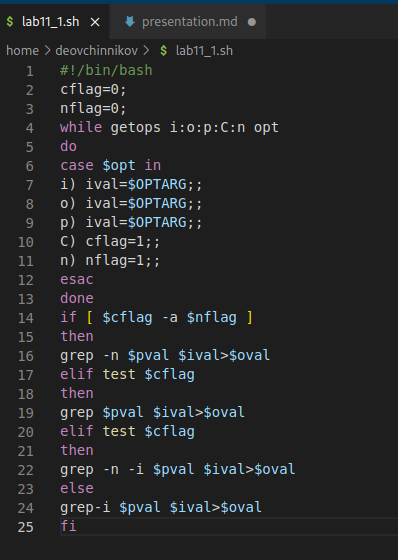 $ lab11_1.sh × presentation.md ●
home > deovchinnikov > $ lab11_1.sh
1 #!/bin/bash
2 cflag=0;
3 nflag=0;
4 while getops i:o:p:C:n opt
5 do
6 case $opt in
7 i) ival=$OPTARG;;
8 o) ival=$OPTARG;;
9 p) ival=$OPTARG;;
10 C) cflag=1;;
11 n) nflag=1;;
12 esac
13 done
14 if [ $cflag -a $nflag ]
15 then
16 grep -n $pval $ival>$oval
17 elif test $cflag
18 then
19 grep $pval $ival>$oval
20 elif test $cflag
21 then
22 grep -n -i $pval $ival>$oval
23 else
24 grep-i $pval $ival>$oval
25 fi